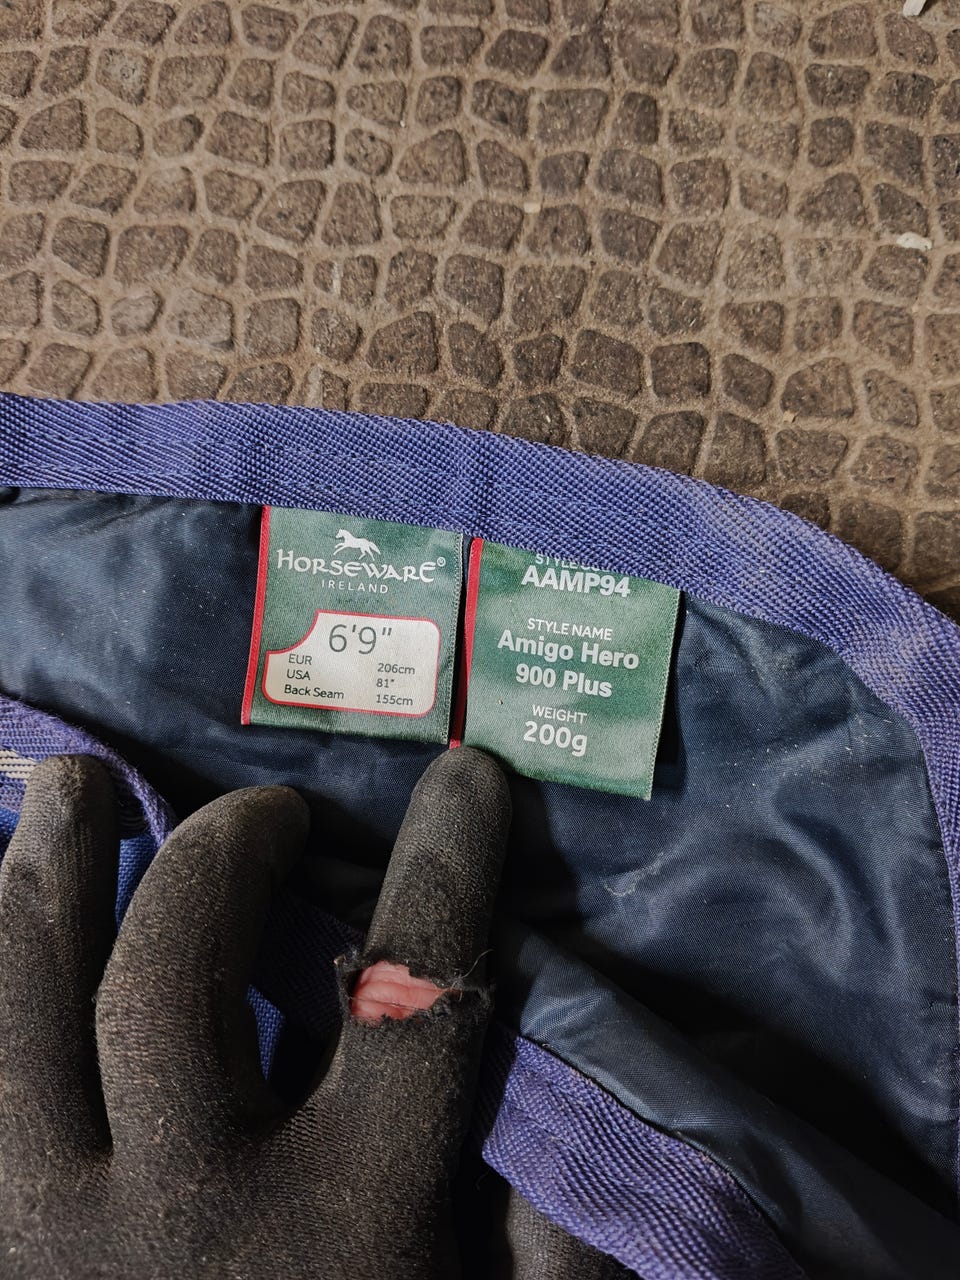 HORSEWARE®
IRELAND
6'9"
EUR 206cm
USA 81"
Back Seam 155cm
AAMP94
STYLE NAME
Amigo Hero
900 Plus
WEIGHT
200g